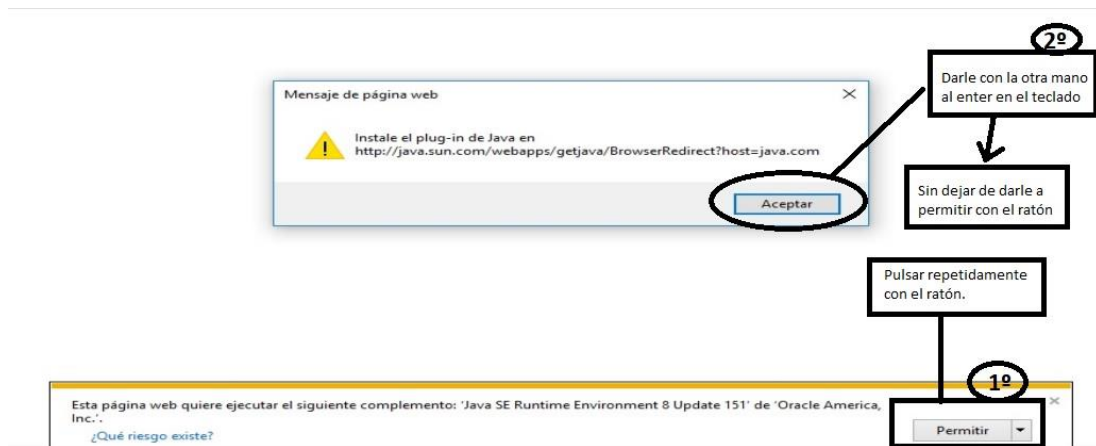 2º
Darle con la otra mano
al enter en el teclado
Mensaje de página web
Instale el plug-in de Java en
http://java.sun.com/webapps/getjava/BrowserRedirect?host=java.com
Aceptar
Sin dejar de darle a
permitir con el ratón
Pulsar repetidamente
con el ratón.
1º
Esta página web quiere ejecutar el siguiente complemento: 'Java SE Runtime Environment 8 Update 151' de 'Oracle America,
Inc.'.
¿Qué riesgo existe?
Permitir